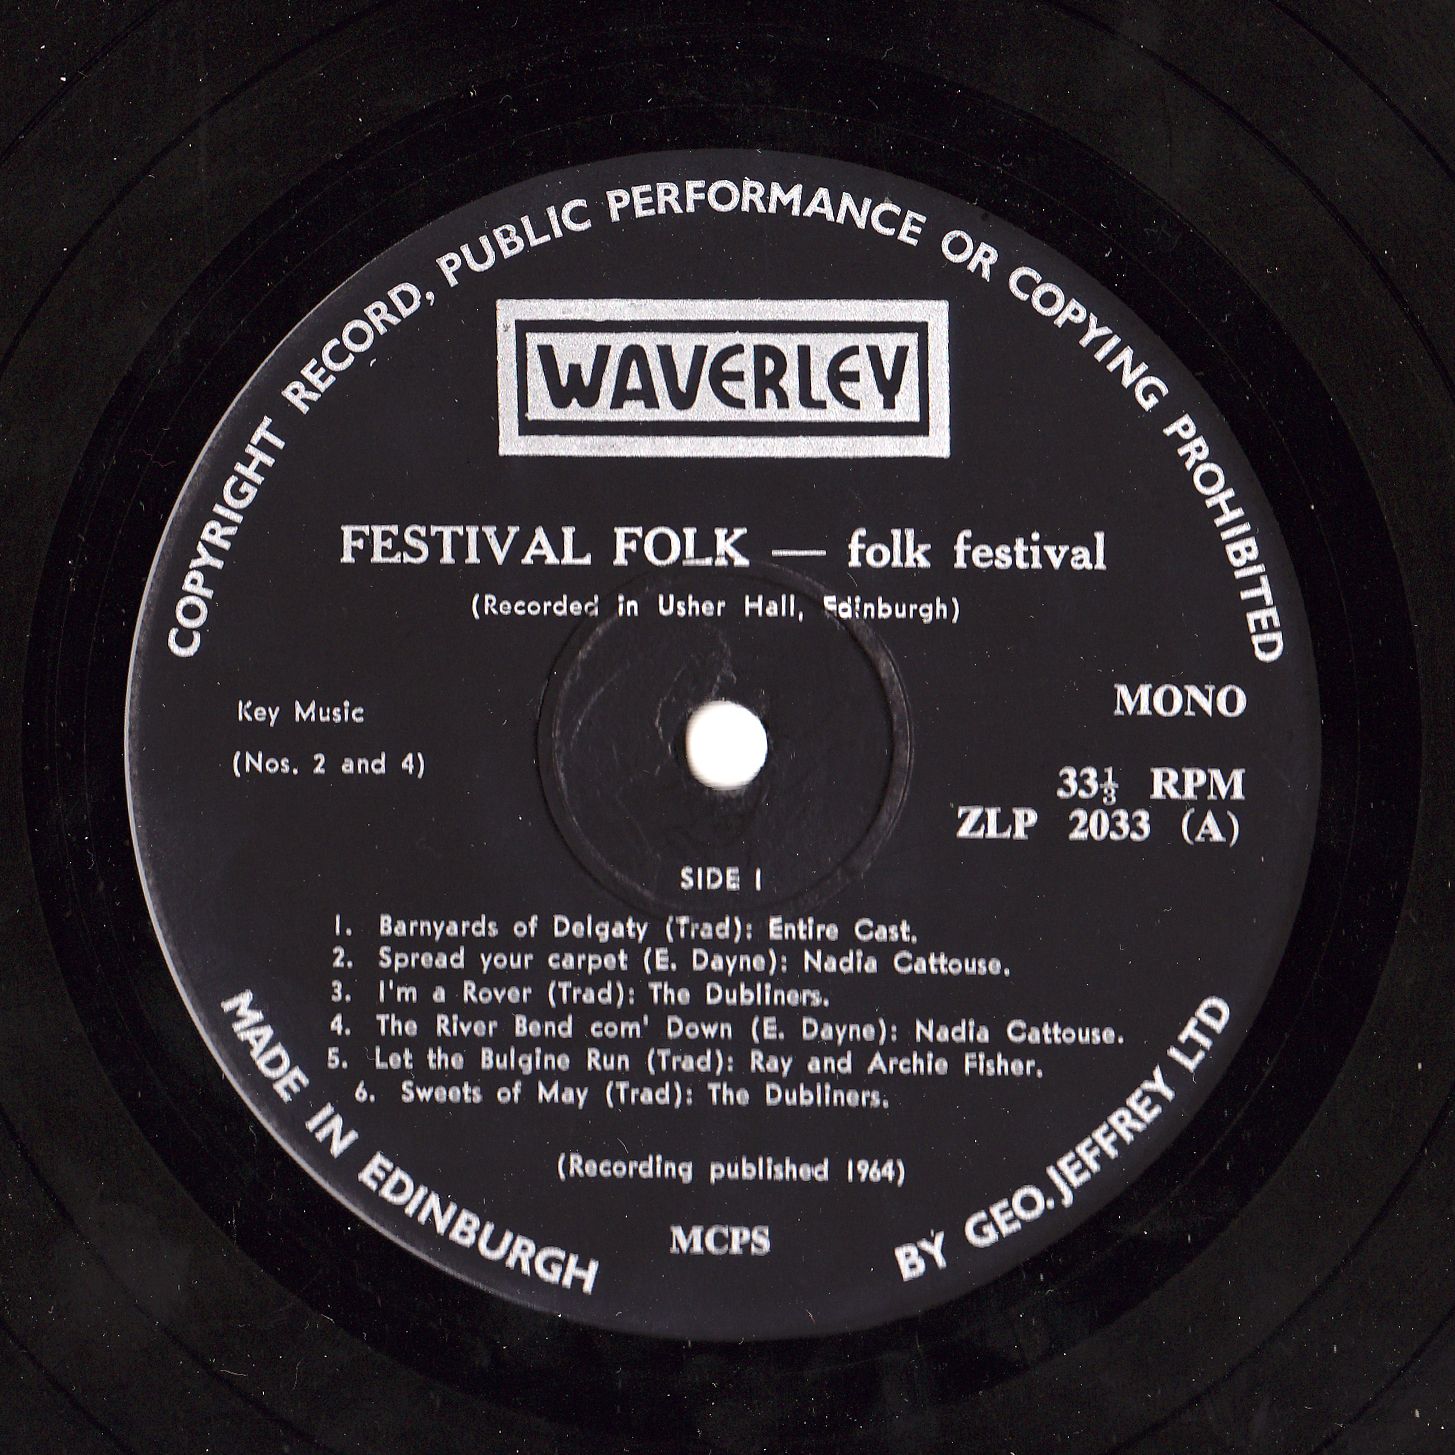 COPYRIGHT RECORD, PUBLIC PERFORMANCE OR COPYING PROHIBITED
WAVERLEY
FESTIVAL FOLK — folk festival
(Recorded in Usher Hall, Edinburgh)
Key Music
(Nos. 2 and 4)
MONO
33⅓ RPM
ZLP 2033 (A)
SIDE 1
1. Barnyards of Delgaty (Trad): Entire Cast.
2. Spread your carpet (E. Dayne): Nadia Cattouse.
3. I'm a Rover (Trad): The Dubliners.
4. The River Bend com' Down (E. Dayne): Nadia Cattouse.
5. Let the Bulgine Run (Trad): Ray and Archie Fisher.
6. Sweets of May (Trad): The Dubliners.
(Recording published 1964)
MCPS
MADE IN EDINBURGH
BY GEO. JEFFREY LTD